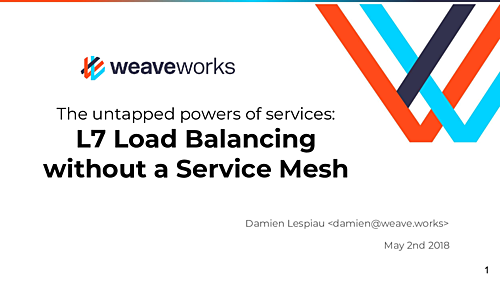 weaveworks
The untapped powers of services:
L7 Load Balancing
without a Service Mesh
Damien Lespiau <damien@weave.works>
May 2nd 2018
1